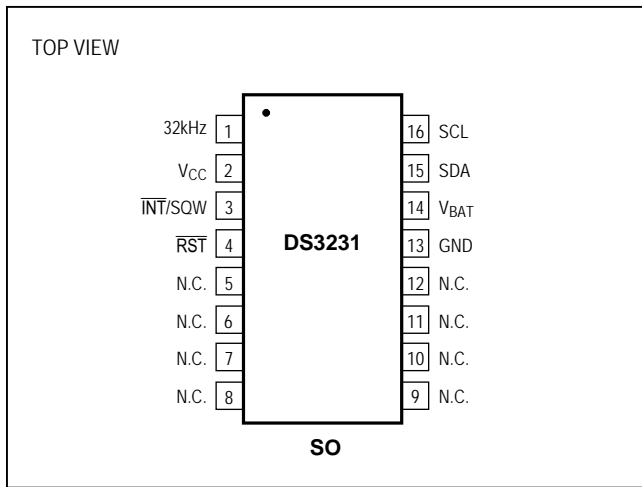 TOP VIEW
32kHz 1 16 SCL
VCC 2 15 SDA
INT/SQW 3 14 VBAT
RST 4 DS3231 13 GND
N.C. 5 12 N.C.
N.C. 6 11 N.C.
N.C. 7 10 N.C.
N.C. 8 9 N.C.
SO